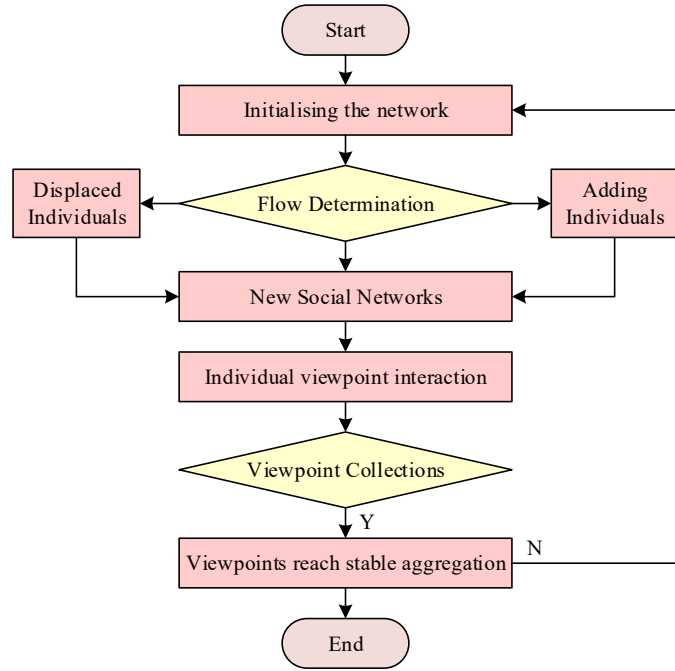 Start
Initialising the network
Displaced
Individuals
Flow Determination
Adding
Individuals
New Social Networks
Individual viewpoint interaction
Viewpoint Collections
Y
N
Viewpoints reach stable aggregation
End